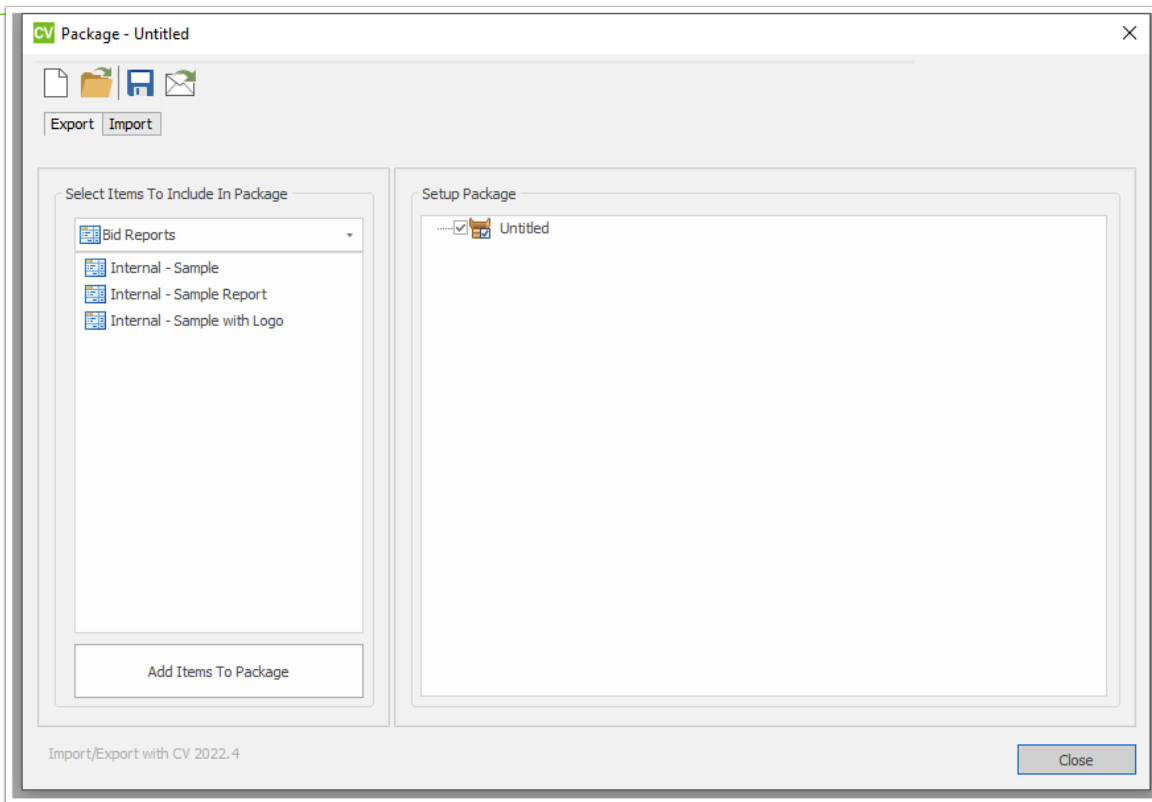 CV Package - Untitled
Export Import
Select Items To Include In Package
Bid Reports
Internal - Sample
Internal - Sample Report
Internal - Sample with Logo
Add Items To Package
Setup Package
Untitled
Import/Export with CV 2022.4
Close